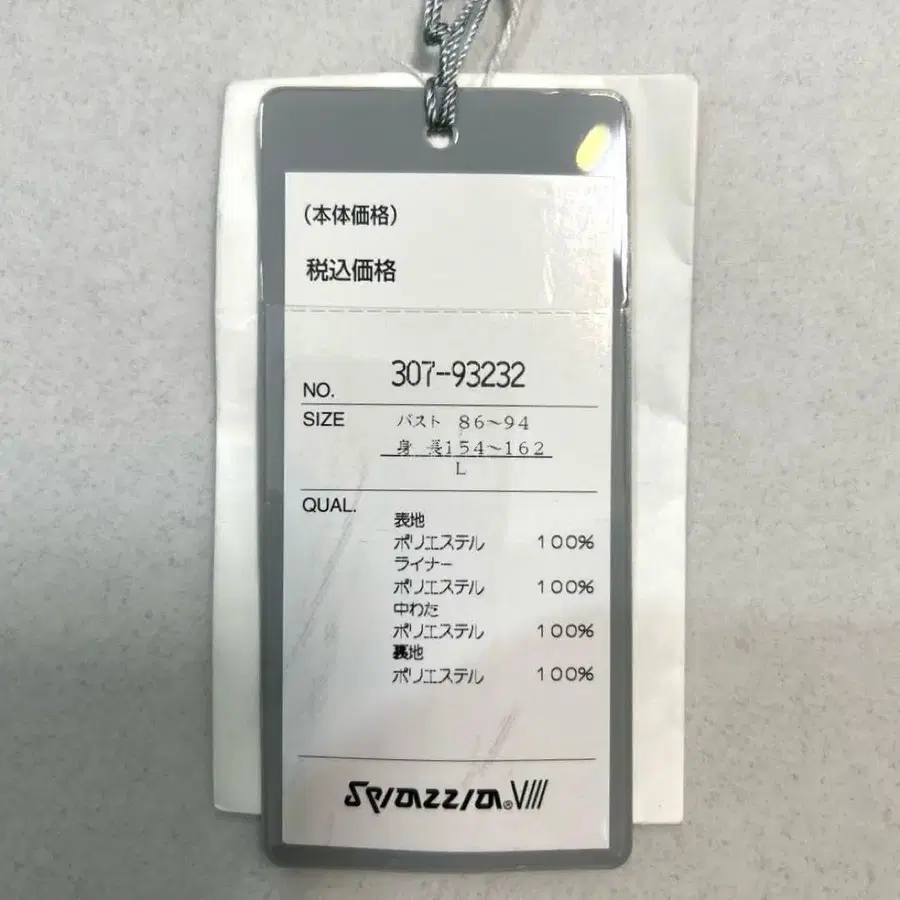 (本体価格)
税込価格
NO. 307-93232
SIZE バスト 86~94
身 長154~162
L
QUAL.
表地
ポリエステル 100%
ライナー
ポリエステル 100%
中わた
ポリエステル 100%
裏地
ポリエステル 100%
Spiazzia®VIII